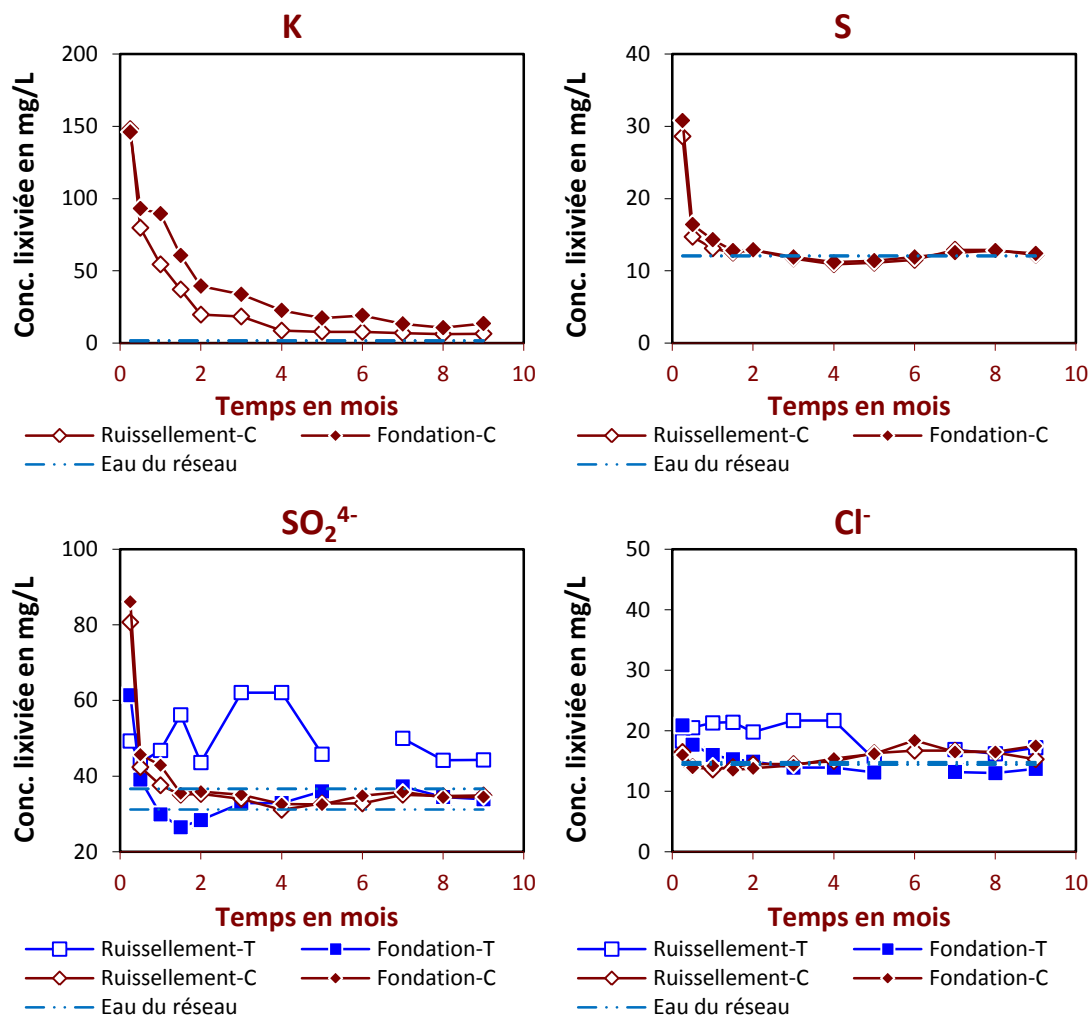 K
200
150
100
50
0
Conc. lixiviée en mg/L
0 2 4 6 8 10
Temps en mois
Ruissellement-C Fondation-C
Eau du réseau
S
40
30
20
10
0
Conc. lixiviée en mg/L
0 2 4 6 8 10
Temps en mois
Ruissellement-C Fondation-C
Eau du réseau
SO₂⁴⁻
100
80
60
40
20
Conc. lixiviée en mg/L
0 2 4 6 8 10
Temps en mois
Ruissellement-T Fondation-T
Ruissellement-C Fondation-C
Eau du réseau
Cl⁻
50
40
30
20
10
0
Conc. lixiviée en mg/L
0 2 4 6 8 10
Temps en mois
Ruissellement-T Fondation-T
Ruissellement-C Fondation-C
Eau du réseau